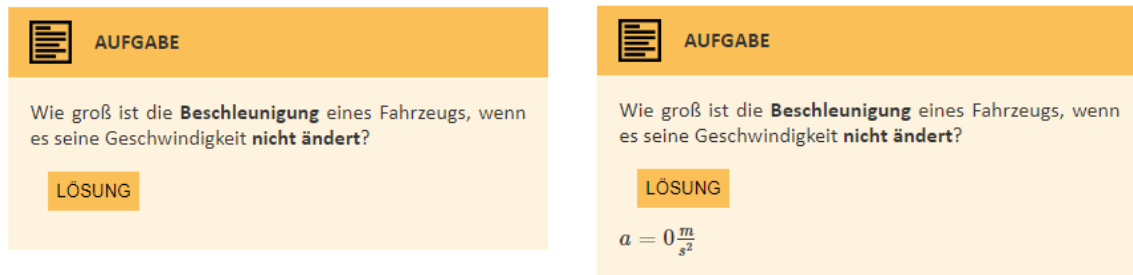 AUFGABE
Wie groß ist die Beschleunigung eines Fahrzeugs, wenn
es seine Geschwindigkeit nicht ändert?
LÖSUNG
AUFGABE
Wie groß ist die Beschleunigung eines Fahrzeugs, wenn
es seine Geschwindigkeit nicht ändert?
LÖSUNG
a = 0 m/s²